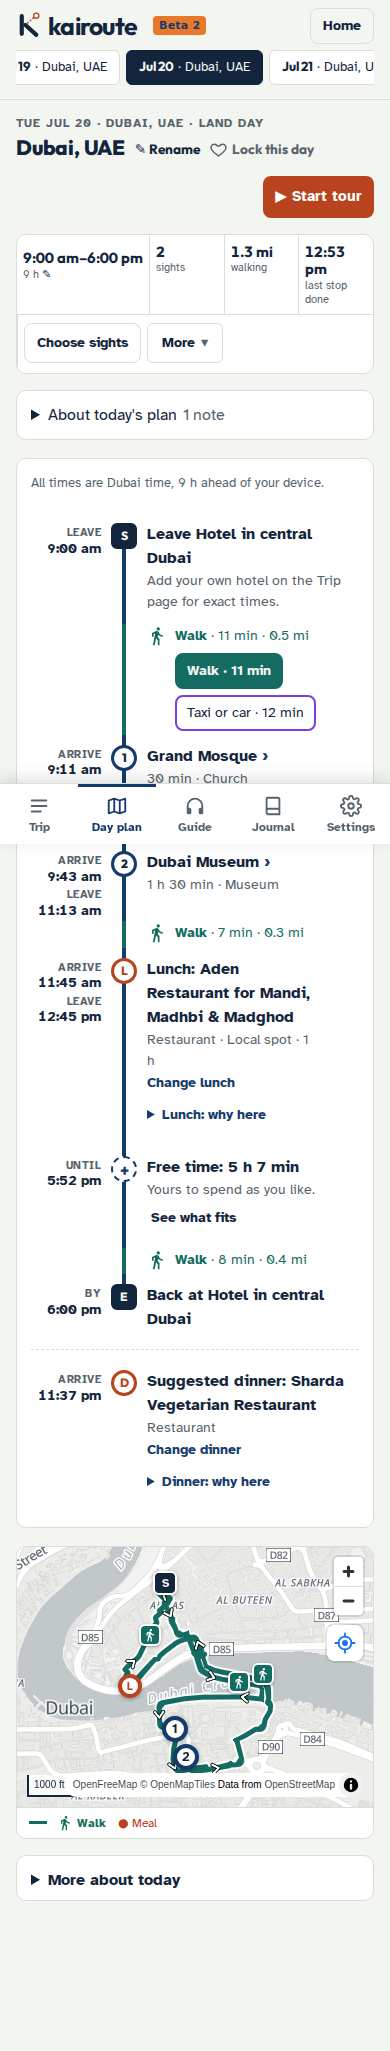 kairoute Beta 2 Home
19 · Dubai, UAE Jul 20 · Dubai, UAE Jul 21 · Dubai, U
TUE JUL 20 · DUBAI, UAE · LAND DAY
Dubai, UAE ✎ Rename Lock this day
▶ Start tour
9:00 am–6:00 pm
9 h ✎
2
sights
1.3 mi
walking
12:53
pm
last stop
done
Choose sights More ▾
▶ About today's plan 1 note
All times are Dubai time, 9 h ahead of your device.
LEAVE
9:00 am
S
Leave Hotel in central
Dubai
Add your own hotel on the Trip
page for exact times.
Walk · 11 min · 0.5 mi
Walk · 11 min
Taxi or car · 12 min
ARRIVE
9:11 am
1
Grand Mosque ›
30 min · Church
Trip Day plan Guide Journal Settings
ARRIVE
9:43 am
LEAVE
11:13 am
2
Dubai Museum ›
1 h 30 min · Museum
Walk · 7 min · 0.3 mi
ARRIVE
11:45 am
LEAVE
12:45 pm
L
Lunch: Aden
Restaurant for Mandi,
Madhbi & Madghod
Restaurant · Local spot · 1
h
Change lunch
▶ Lunch: why here
UNTIL
5:52 pm
+
Free time: 5 h 7 min
Yours to spend as you like.
See what fits
Walk · 8 min · 0.4 mi
BY
6:00 pm
E
Back at Hotel in central
Dubai
ARRIVE
11:37 pm
D
Suggested dinner: Sharda
Vegetarian Restaurant
Restaurant
Change dinner
▶ Dinner: why here
Street
D82
AL SABKHA
S
AL BUTEEN
D85
D85
L
Dubai
1
2
D90
D84
+
−
1000 ft OpenFreeMap © OpenMapTiles Data from OpenStreetMap
Walk Meal
▶ More about today